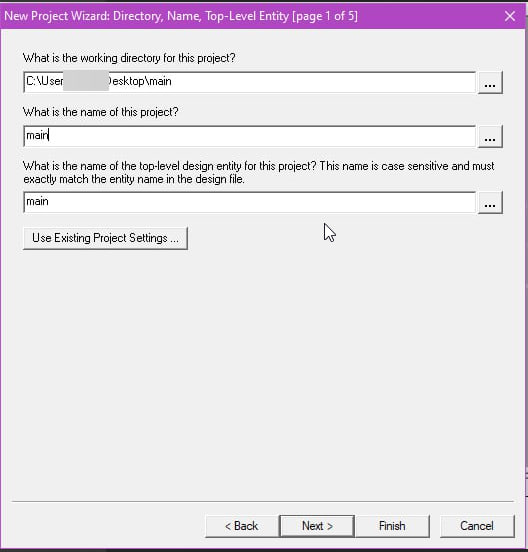 New Project Wizard: Directory, Name, Top-Level Entity [page 1 of 5]
What is the working directory for this project?
C:\User Desktop\main
...
What is the name of this project?
main
...
What is the name of the top-level design entity for this project? This name is case sensitive and must
exactly match the entity name in the design file.
main
...
Use Existing Project Settings ...
< Back Next > Finish Cancel